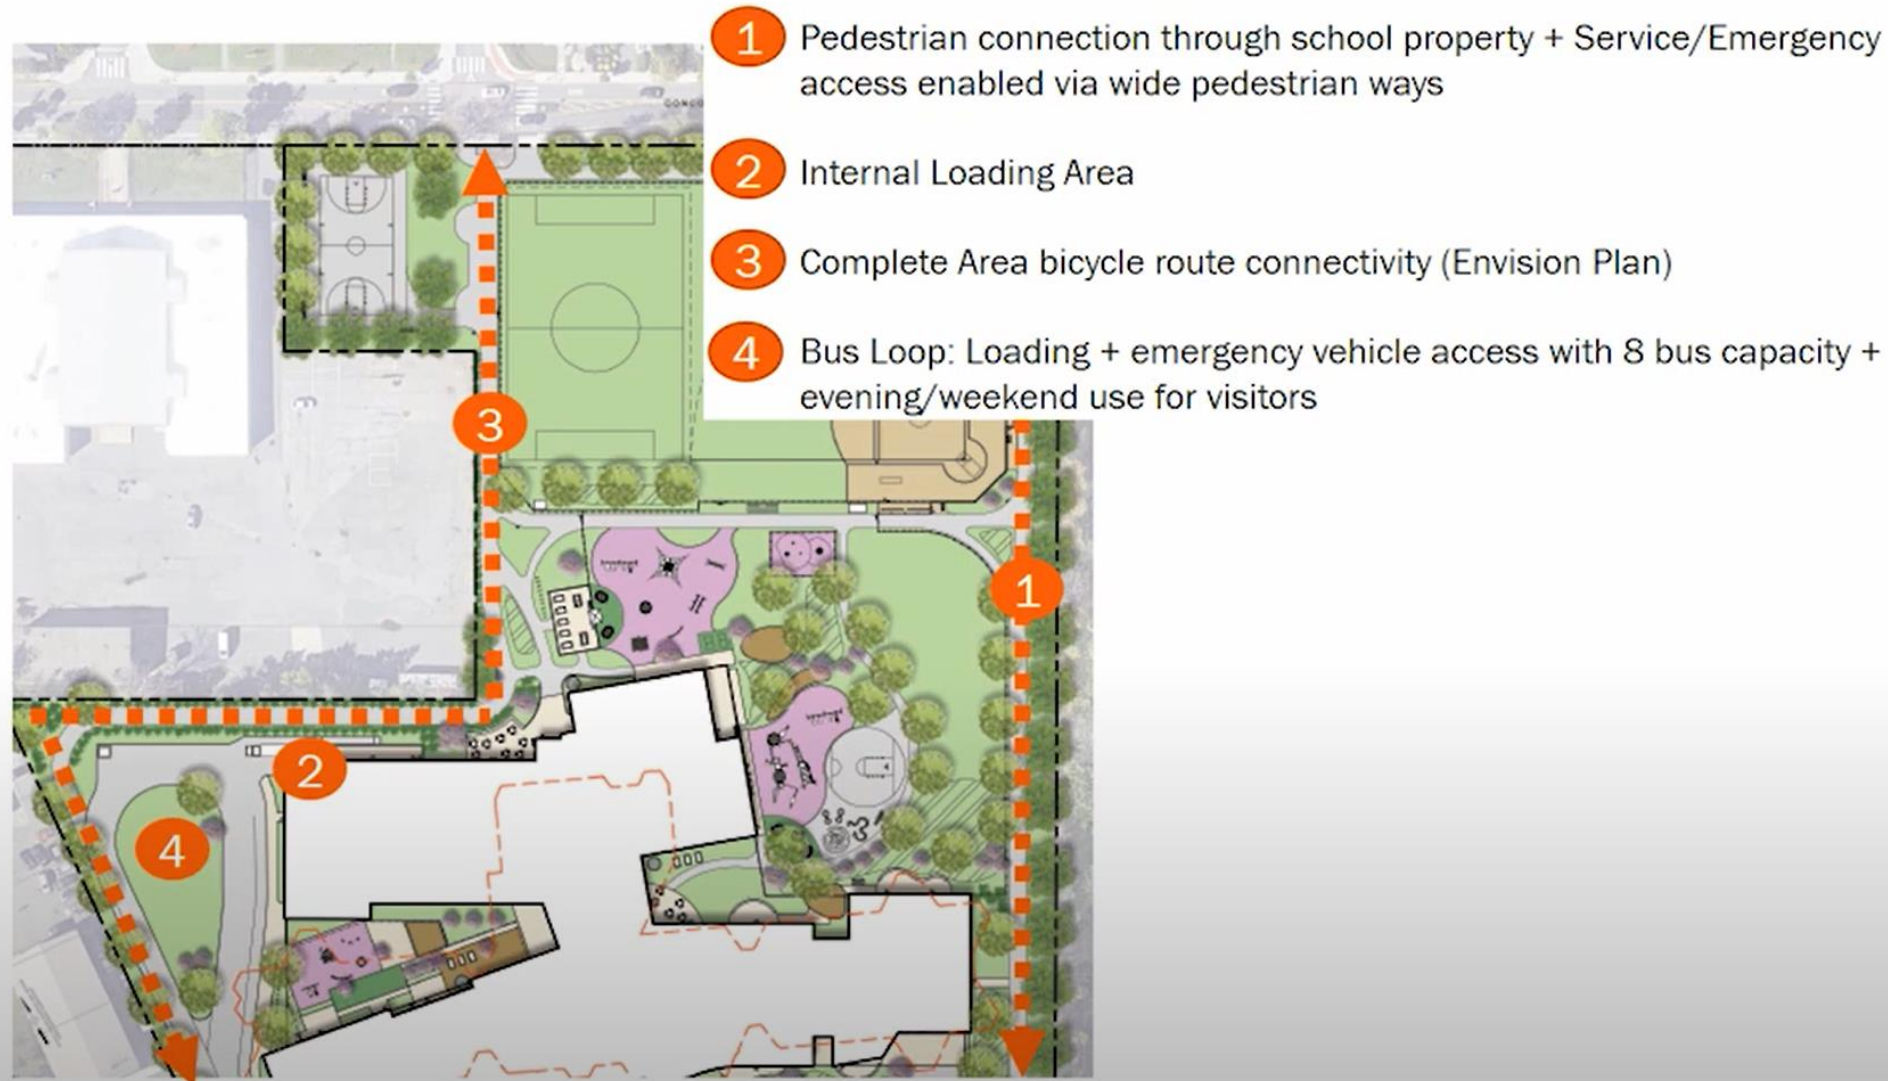 1 Pedestrian connection through school property + Service/Emergency
access enabled via wide pedestrian ways
2 Internal Loading Area
3 Complete Area bicycle route connectivity (Envision Plan)
4 Bus Loop: Loading + emergency vehicle access with 8 bus capacity +
evening/weekend use for visitors
CONCO
3
1
2
4